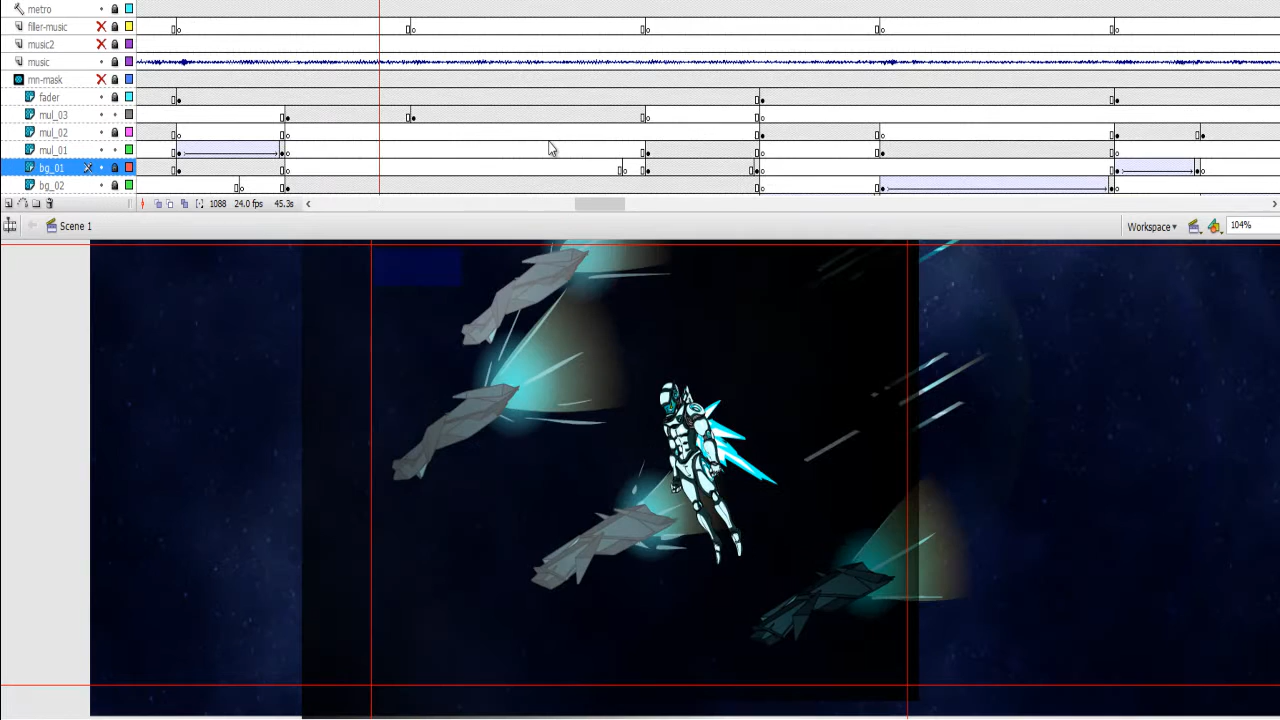 metro
filler-music
music2
music
mn-mask
fader
mul_03
mul_02
mul_01
bg_01
bg_02
1088 24.0 fps 45.3s
Scene 1 Workspace 104%